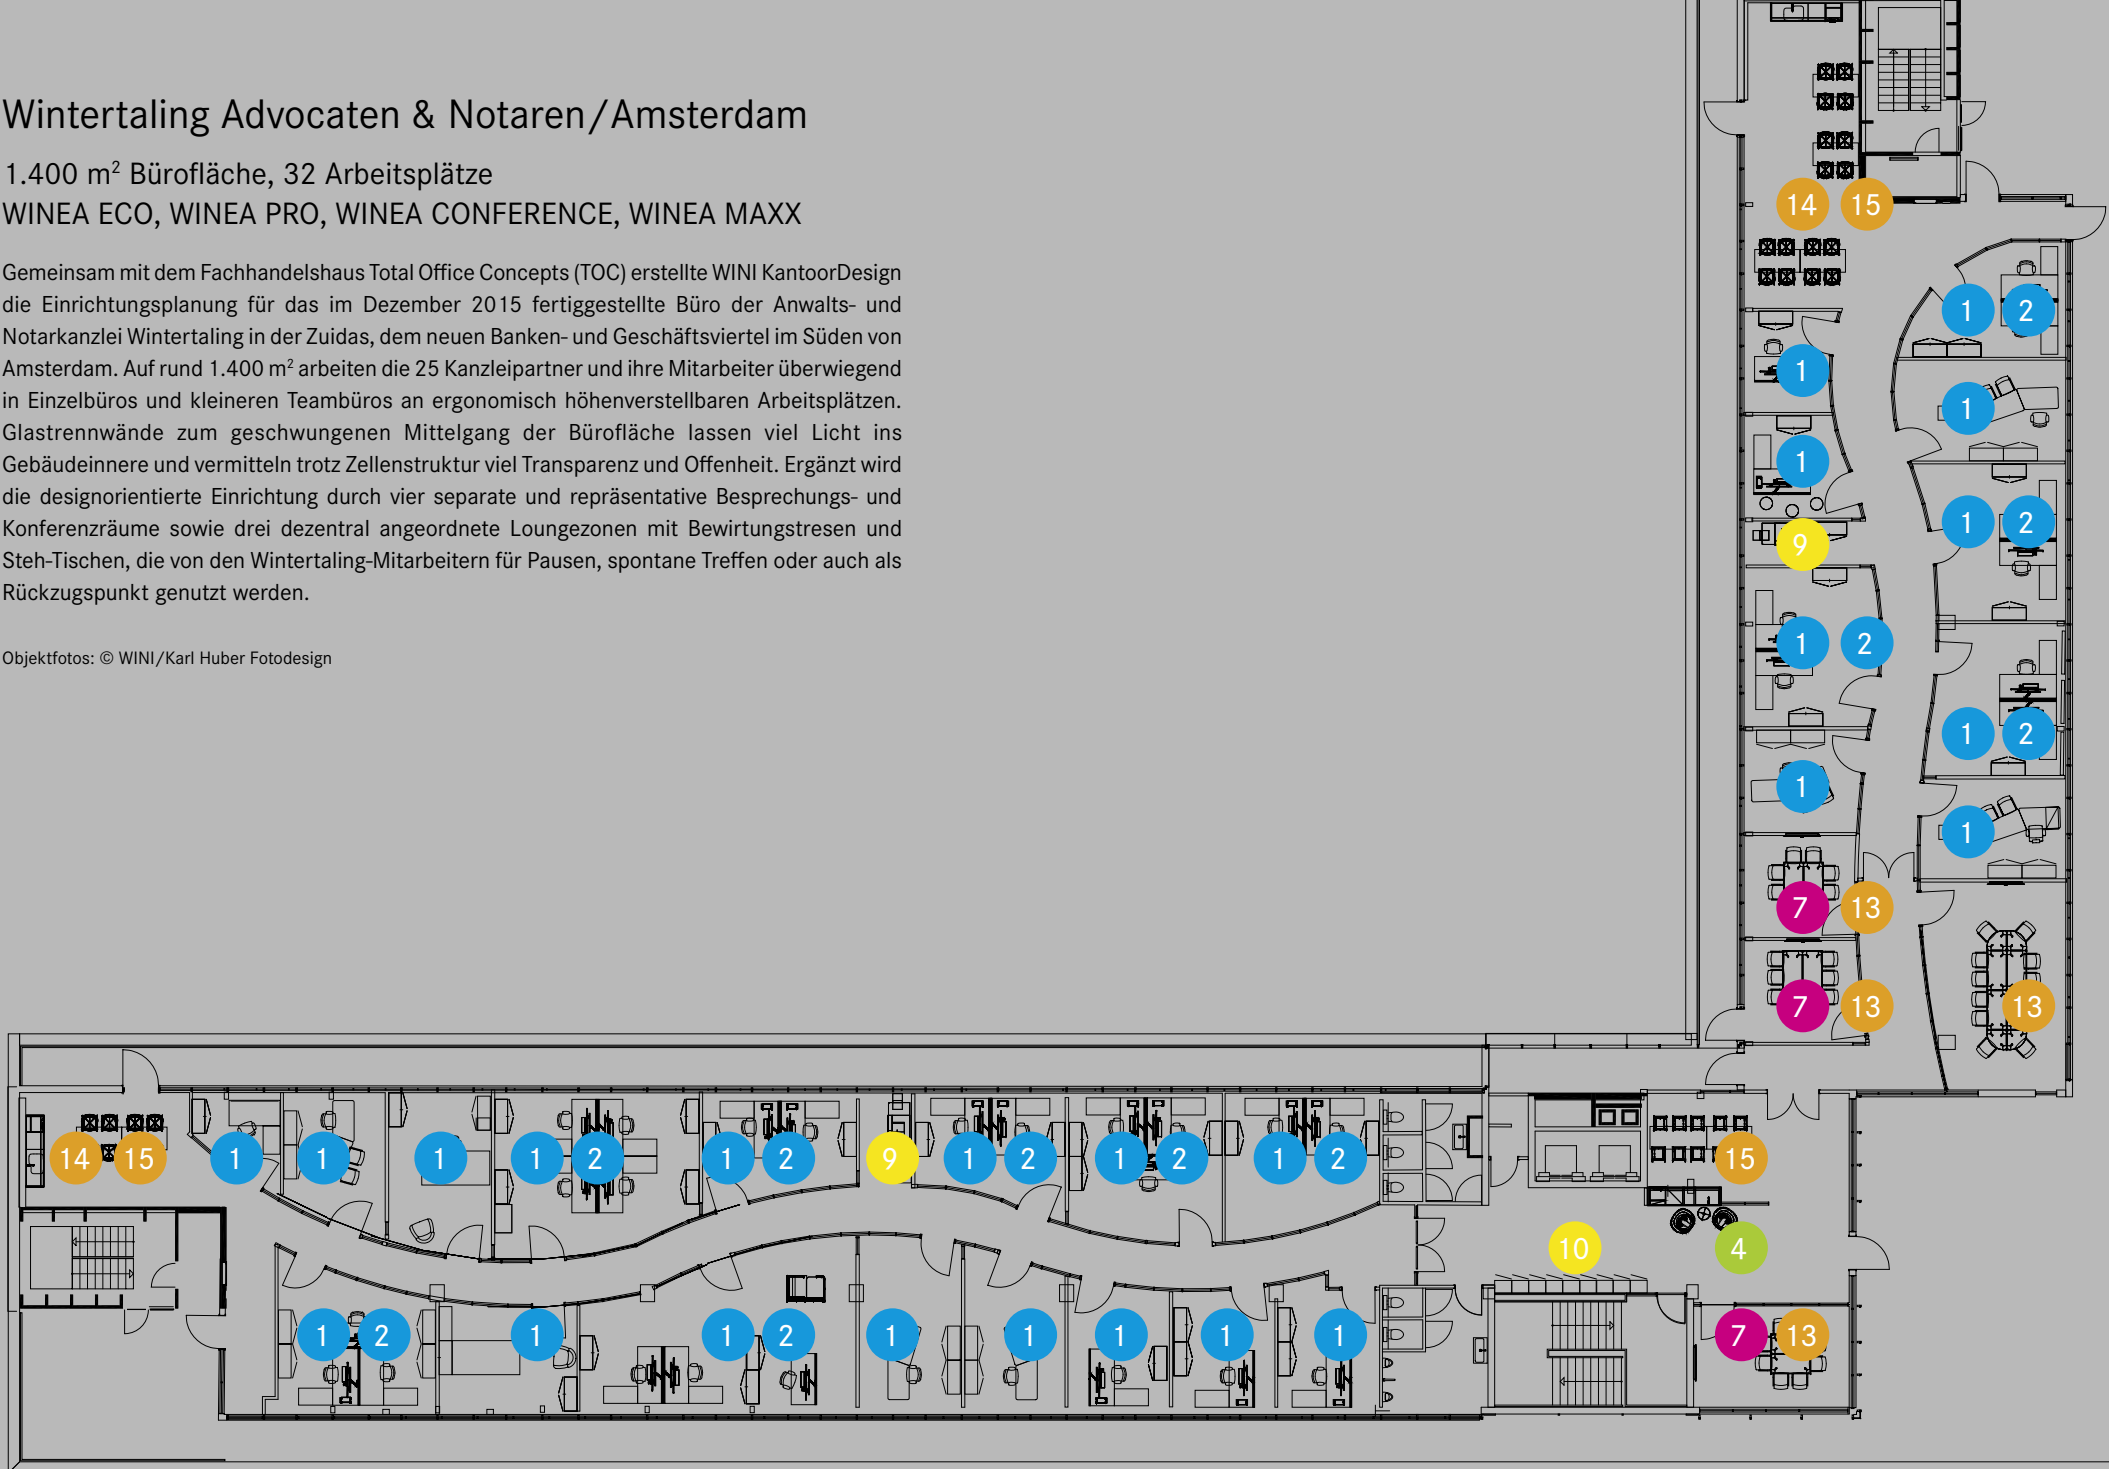 Wintertaling Advocaten & Notaren/Amsterdam
1.400 m² Bürofläche, 32 Arbeitsplätze
WINEA ECO, WINEA PRO, WINEA CONFERENCE, WINEA MAXX
Gemeinsam mit dem Fachhandelshaus Total Office Concepts (TOC) erstellte WINI KantoorDesign
die Einrichtungsplanung für das im Dezember 2015 fertiggestellte Büro der Anwalts- und
Notarkanzlei Wintertaling in der Zuidas, dem neuen Banken- und Geschäftsviertel im Süden von
Amsterdam. Auf rund 1.400 m² arbeiten die 25 Kanzleipartner und ihre Mitarbeiter überwiegend
in Einzelbüros und kleineren Teambüros an ergonomisch höhenverstellbaren Arbeitsplätzen.
Glastrennwände zum geschwungenen Mittelgang der Bürofläche lassen viel Licht ins
Gebäudeinnere und vermitteln trotz Zellenstruktur viel Transparenz und Offenheit. Ergänzt wird
die designorientierte Einrichtung durch vier separate und repräsentative Besprechungs- und
Konferenzräume sowie drei dezentral angeordnete Loungezonen mit Bewirtungstresen und
Steh-Tischen, die von den Wintertaling-Mitarbeitern für Pausen, spontane Treffen oder auch als
Rückzugspunkt genutzt werden.
Objektfotos: © WINI/Karl Huber Fotodesign
14 15
1 2
1
1
1
1 2
9
1 2
1 2
1
1
7 13
7 13 13
14 15 1 1 1 1 2 1 2 9 1 2 1 2 1 2 15
10 4
1 2 1 1 2 1 1 1 1 1 7 13